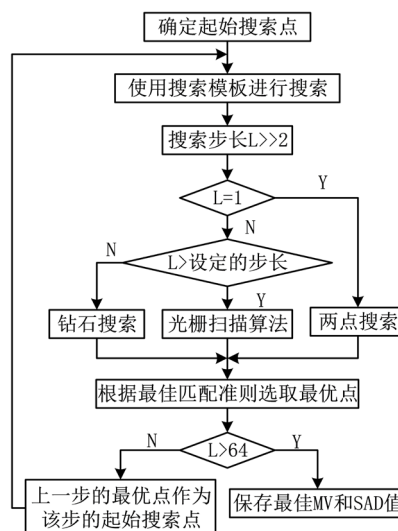 确定起始搜索点
使用搜索模板进行搜索
搜索步长L>>2
L=1
Y
N
N
L>设定的步长
Y
钻石搜索
光栅扫描算法
两点搜索
根据最佳匹配准则选取最优点
N
L>64
Y
上一步的最优点作为
该步的起始搜索点
保存最佳MV和SAD值